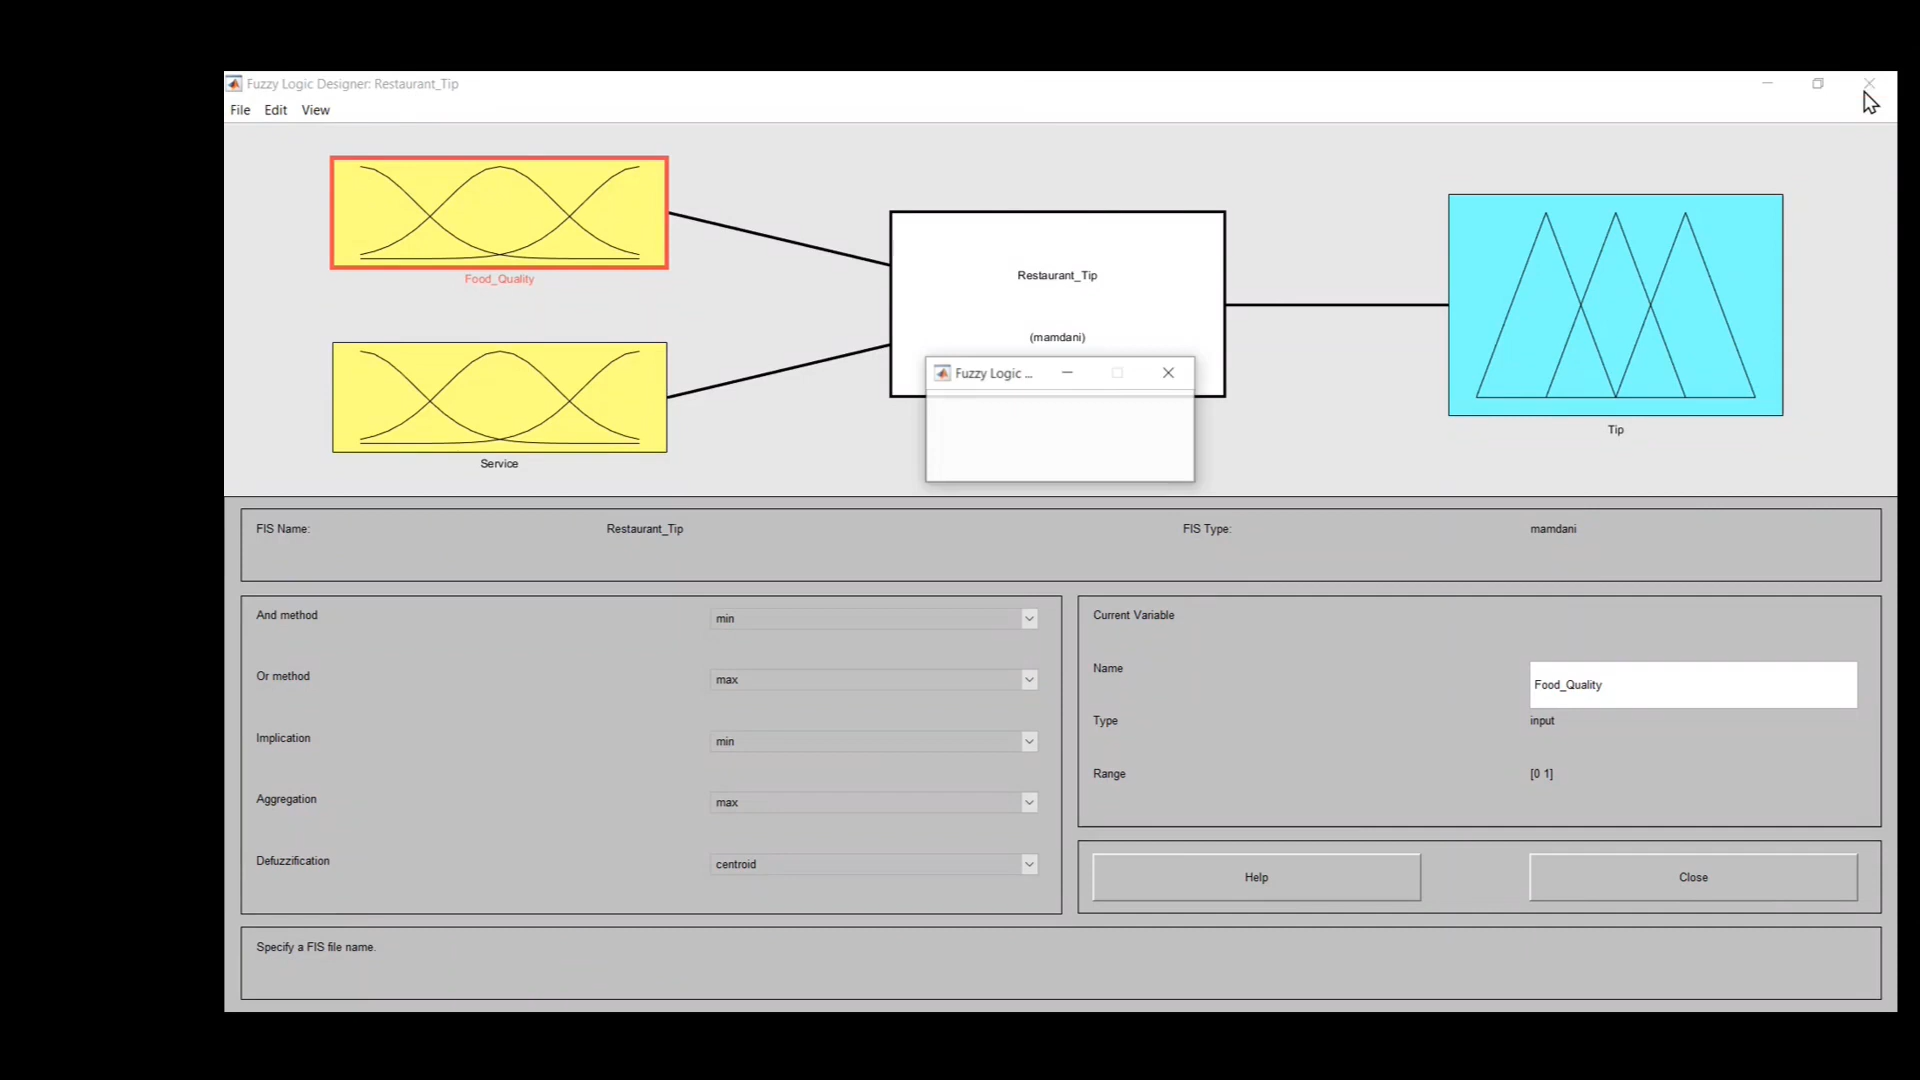 Fuzzy Logic Designer: Restaurant_Tip
File Edit View
Food_Quality
Service
Restaurant_Tip
(mamdani)
Tip
Fuzzy Logic ...
FIS Name: Restaurant_Tip FIS Type: mamdani
And method min
Or method max
Implication min
Aggregation max
Defuzzification centroid
Current Variable
Name Food_Quality
Type input
Range [0 1]
Help Close
Specify a FIS file name.